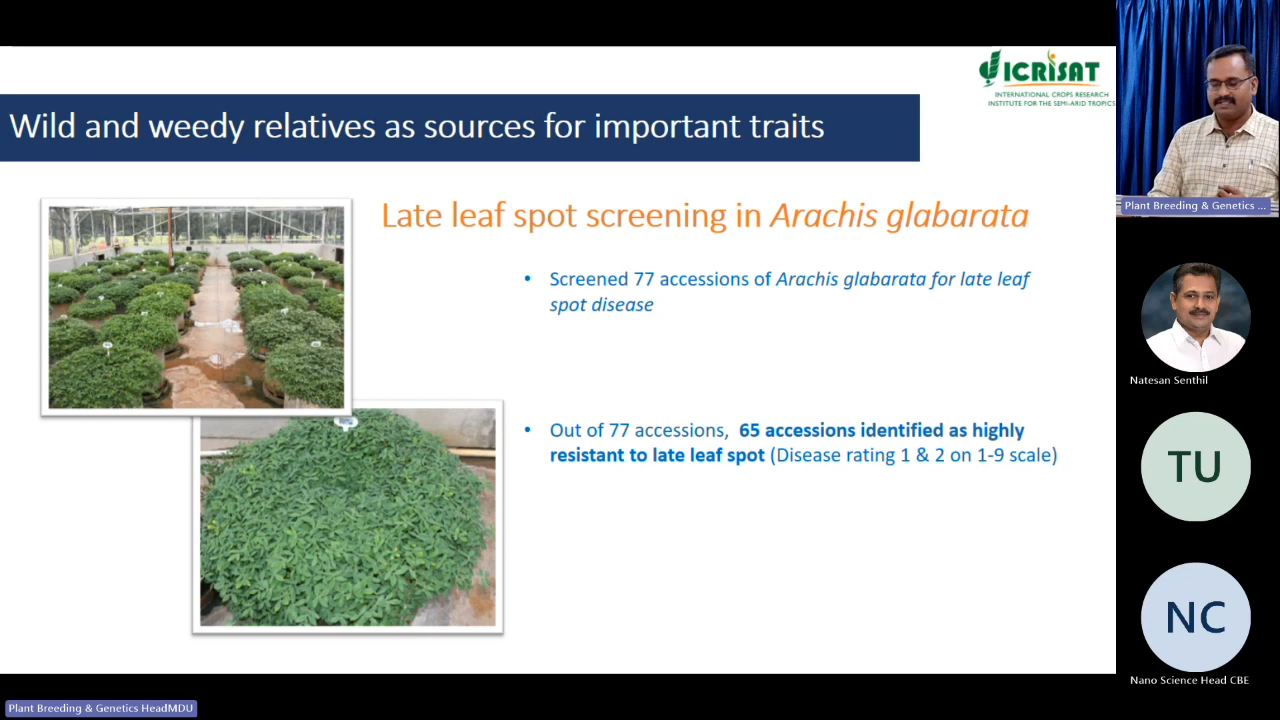 ICRISAT
INTERNATIONAL CROPS RESEARCH
INSTITUTE FOR THE SEMI-ARID TROPICS
Wild and weedy relatives as sources for important traits
Late leaf spot screening in Arachis glabarata
• Screened 77 accessions of Arachis glabarata for late leaf
spot disease
• Out of 77 accessions, 65 accessions identified as highly
resistant to late leaf spot (Disease rating 1 & 2 on 1-9 scale)
Plant Breeding & Genetics ...
Natesan Senthil
TU
NC
Nano Science Head CBE
Plant Breeding & Genetics HeadMDU